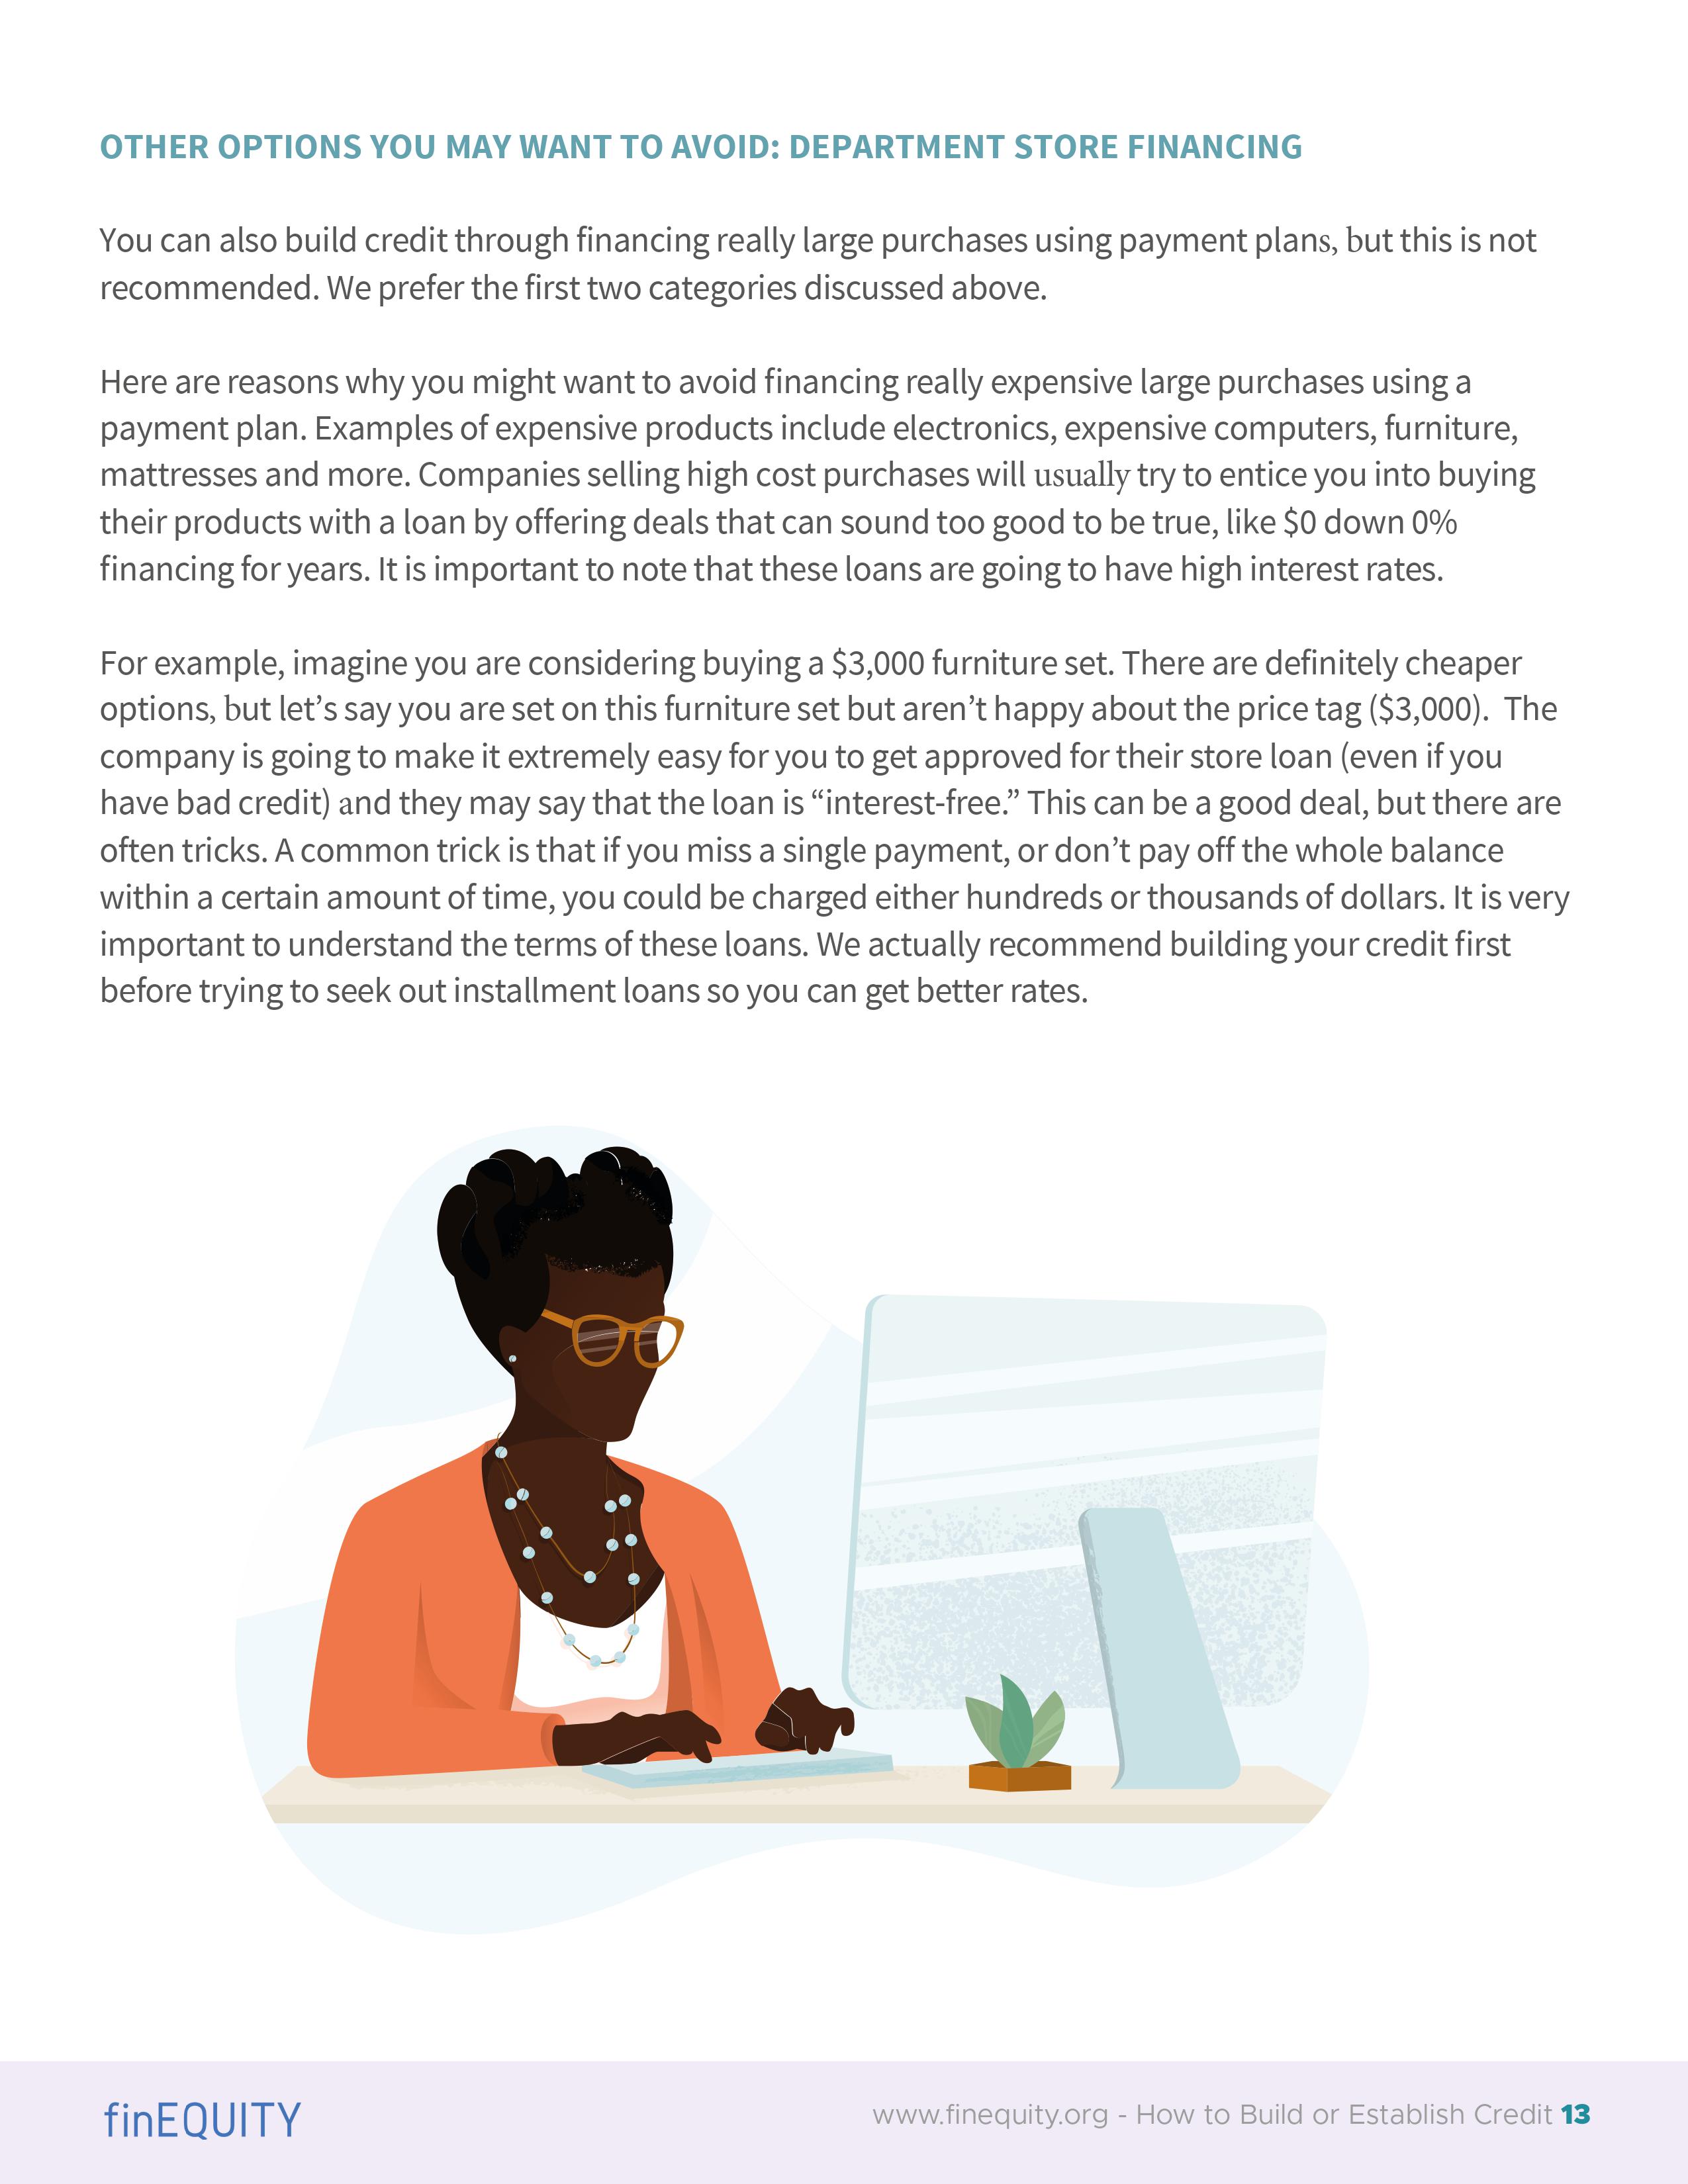 OTHER OPTIONS YOU MAY WANT TO AVOID: DEPARTMENT STORE FINANCING
You can also build credit through financing really large purchases using payment plans, but this is not
recommended. We prefer the first two categories discussed above.
Here are reasons why you might want to avoid financing really expensive large purchases using a
payment plan. Examples of expensive products include electronics, expensive computers, furniture,
mattresses and more. Companies selling high cost purchases will usually try to entice you into buying
their products with a loan by offering deals that can sound too good to be true, like $0 down 0%
financing for years. It is important to note that these loans are going to have high interest rates.
For example, imagine you are considering buying a $3,000 furniture set. There are definitely cheaper
options, but let’s say you are set on this furniture set but aren’t happy about the price tag ($3,000).  The
company is going to make it extremely easy for you to get approved for their store loan (even if you
have bad credit) and they may say that the loan is “interest-free.” This can be a good deal, but there are
often tricks. A common trick is that if you miss a single payment, or don’t pay off the whole balance
within a certain amount of time, you could be charged either hundreds or thousands of dollars. It is very
important to understand the terms of these loans. We actually recommend building your credit first
before trying to seek out installment loans so you can get better rates.
finEQUITY
www.finequity.org - How to Build or Establish Credit 13